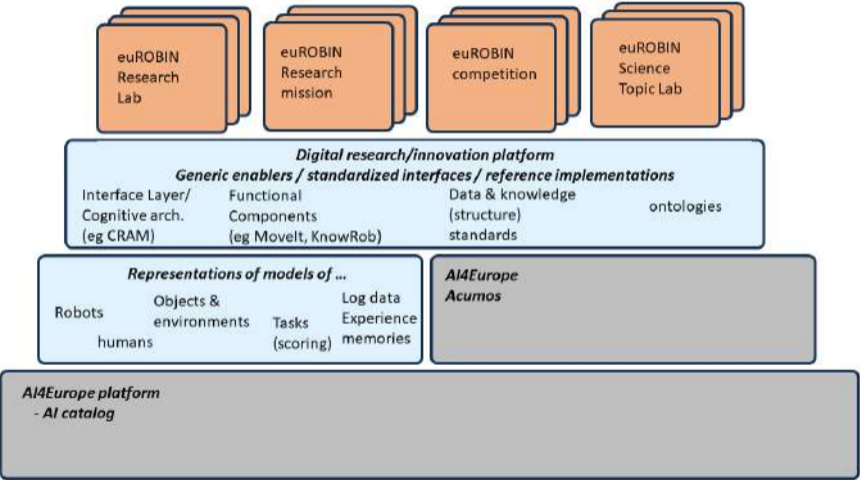 euROBIN
Research
Lab
euROBIN
Research
mission
euROBIN
competition
euROBIN
Science
Topic Lab
Digital research/innovation platform
Generic enablers / standardized interfaces / reference implementations
Interface Layer/
Cognitive arch.
(eg CRAM)
Functional
Components
(eg MoveIt, KnowRob)
Data & knowledge
(structure)
standards
ontologies
Representations of models of ...
Robots
humans
Objects &
environments
Tasks
(scoring)
Log data
Experience
memories
AI4Europe
Acumos
AI4Europe platform
- AI catalog